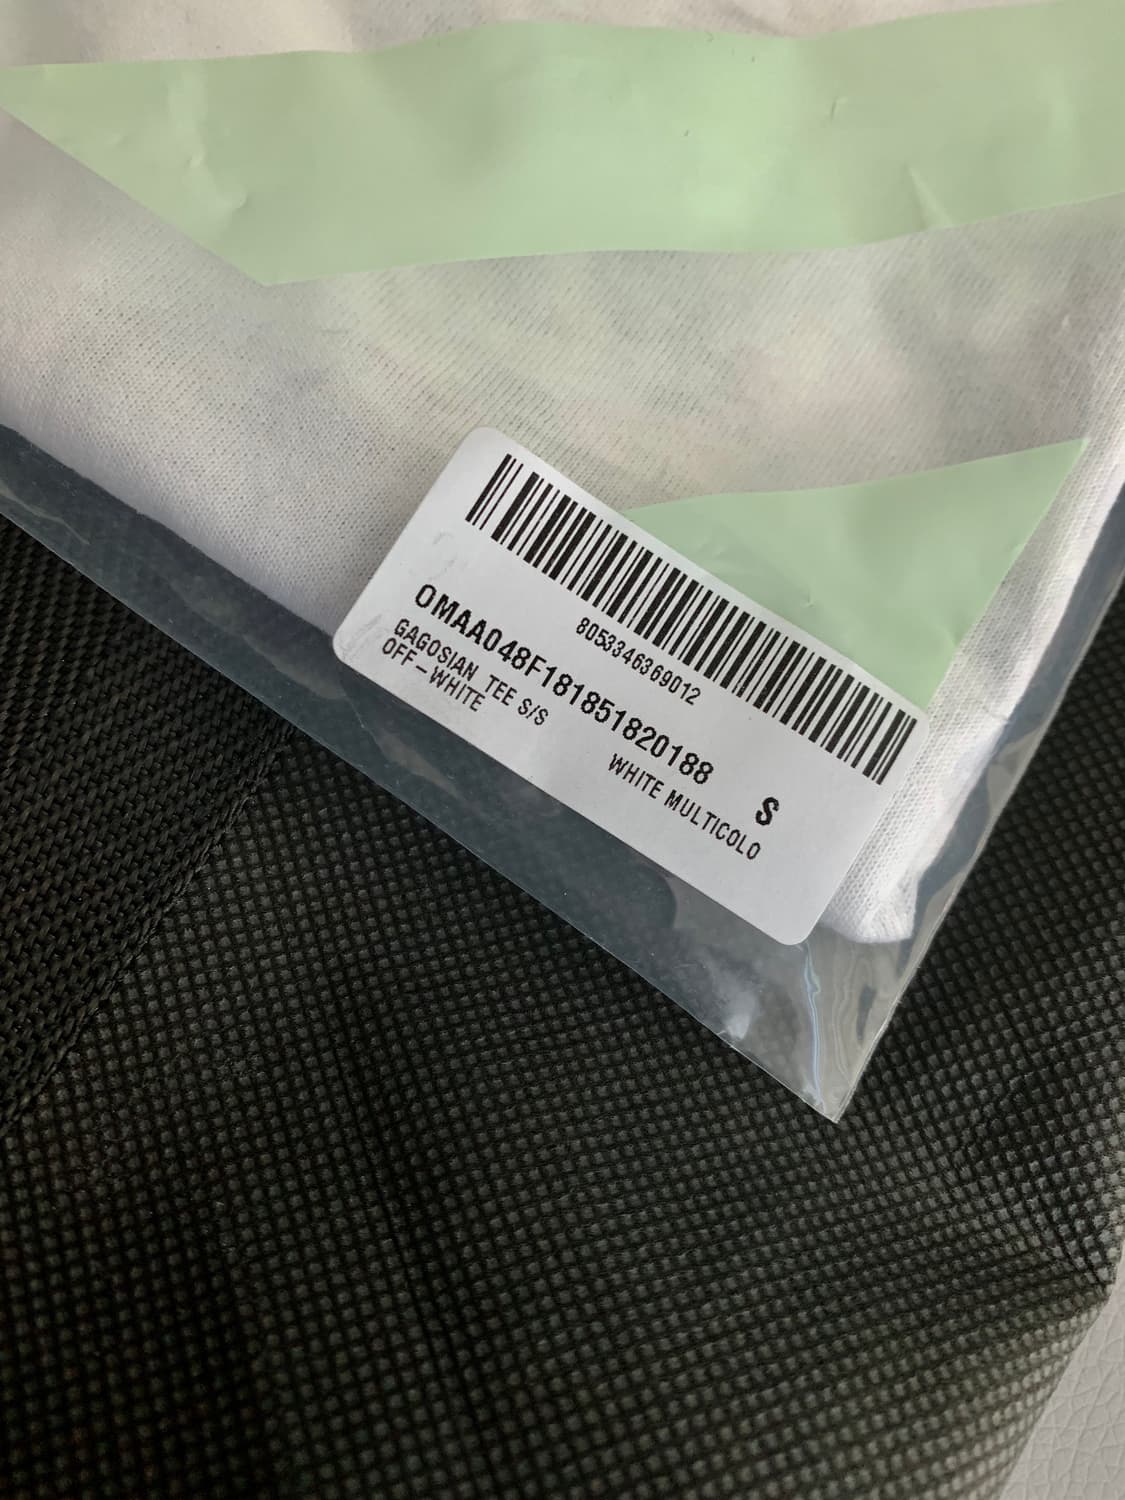 8053346369012
OMAA048F181851820188 S
GAGOSIAN TEE S/S WHITE MULTICOLO
OFF-WHITE